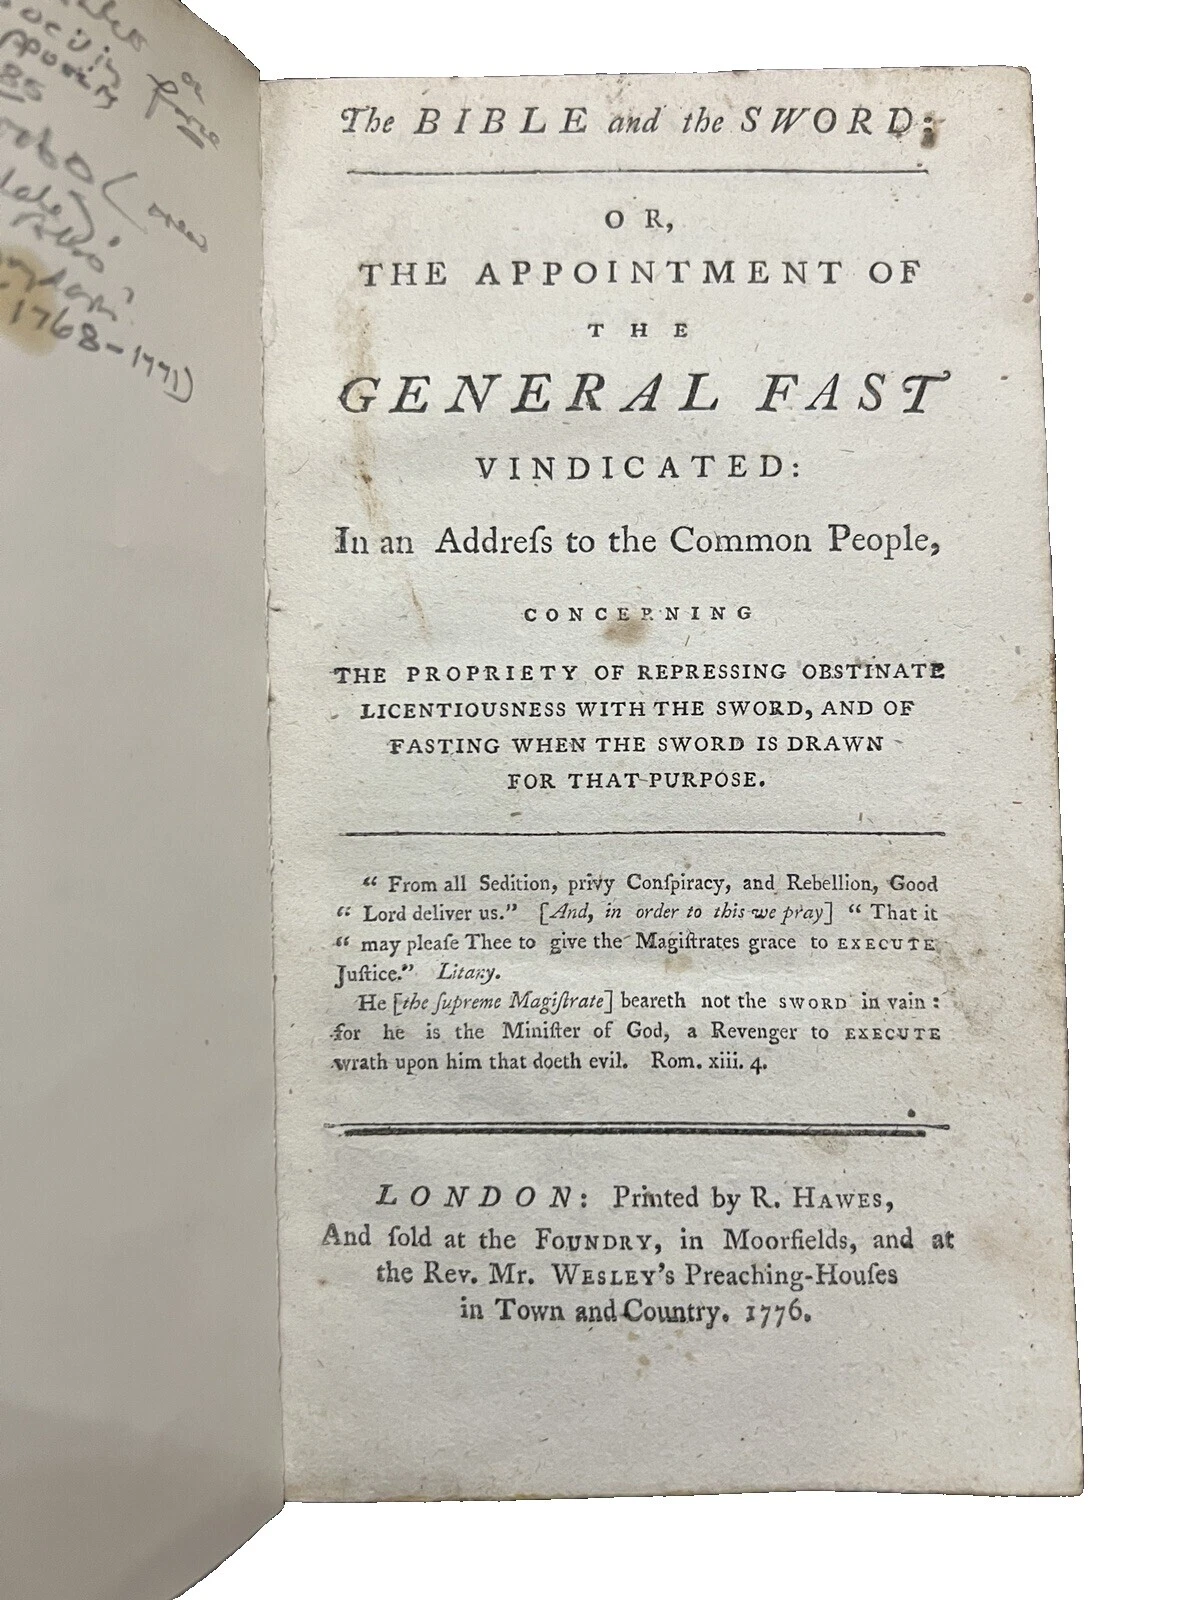 on
85
1768-1771)
The BIBLE and the SWORD:
OR,
THE APPOINTMENT OF
THE
GENERAL FAST
VINDICATED:
In an Addreſs to the Common People,
CONCERNING
THE PROPRIETY OF REPRESSING OBSTINATE
LICENTIOUSNESS WITH THE SWORD, AND OF
FASTING WHEN THE SWORD IS DRAWN
FOR THAT PURPOSE.
“ From all Sedition, privy Conſpiracy, and Rebellion, Good
“ Lord deliver us.” [And, in order to this we pray] “ That it
“ may pleaſe Thee to give the Magiſtrates grace to EXECUTE
Juſtice.” Litany.
He [the ſupreme Magiſtrate] beareth not the SWORD in vain:
for he is the Miniſter of God, a Revenger to EXECUTE
wrath upon him that doeth evil. Rom. xiii. 4.
LONDON: Printed by R. HAWES,
And ſold at the FOUNDRY, in Moorfields, and at
the Rev. Mr. WESLEY's Preaching-Houſes
in Town and Country. 1776.